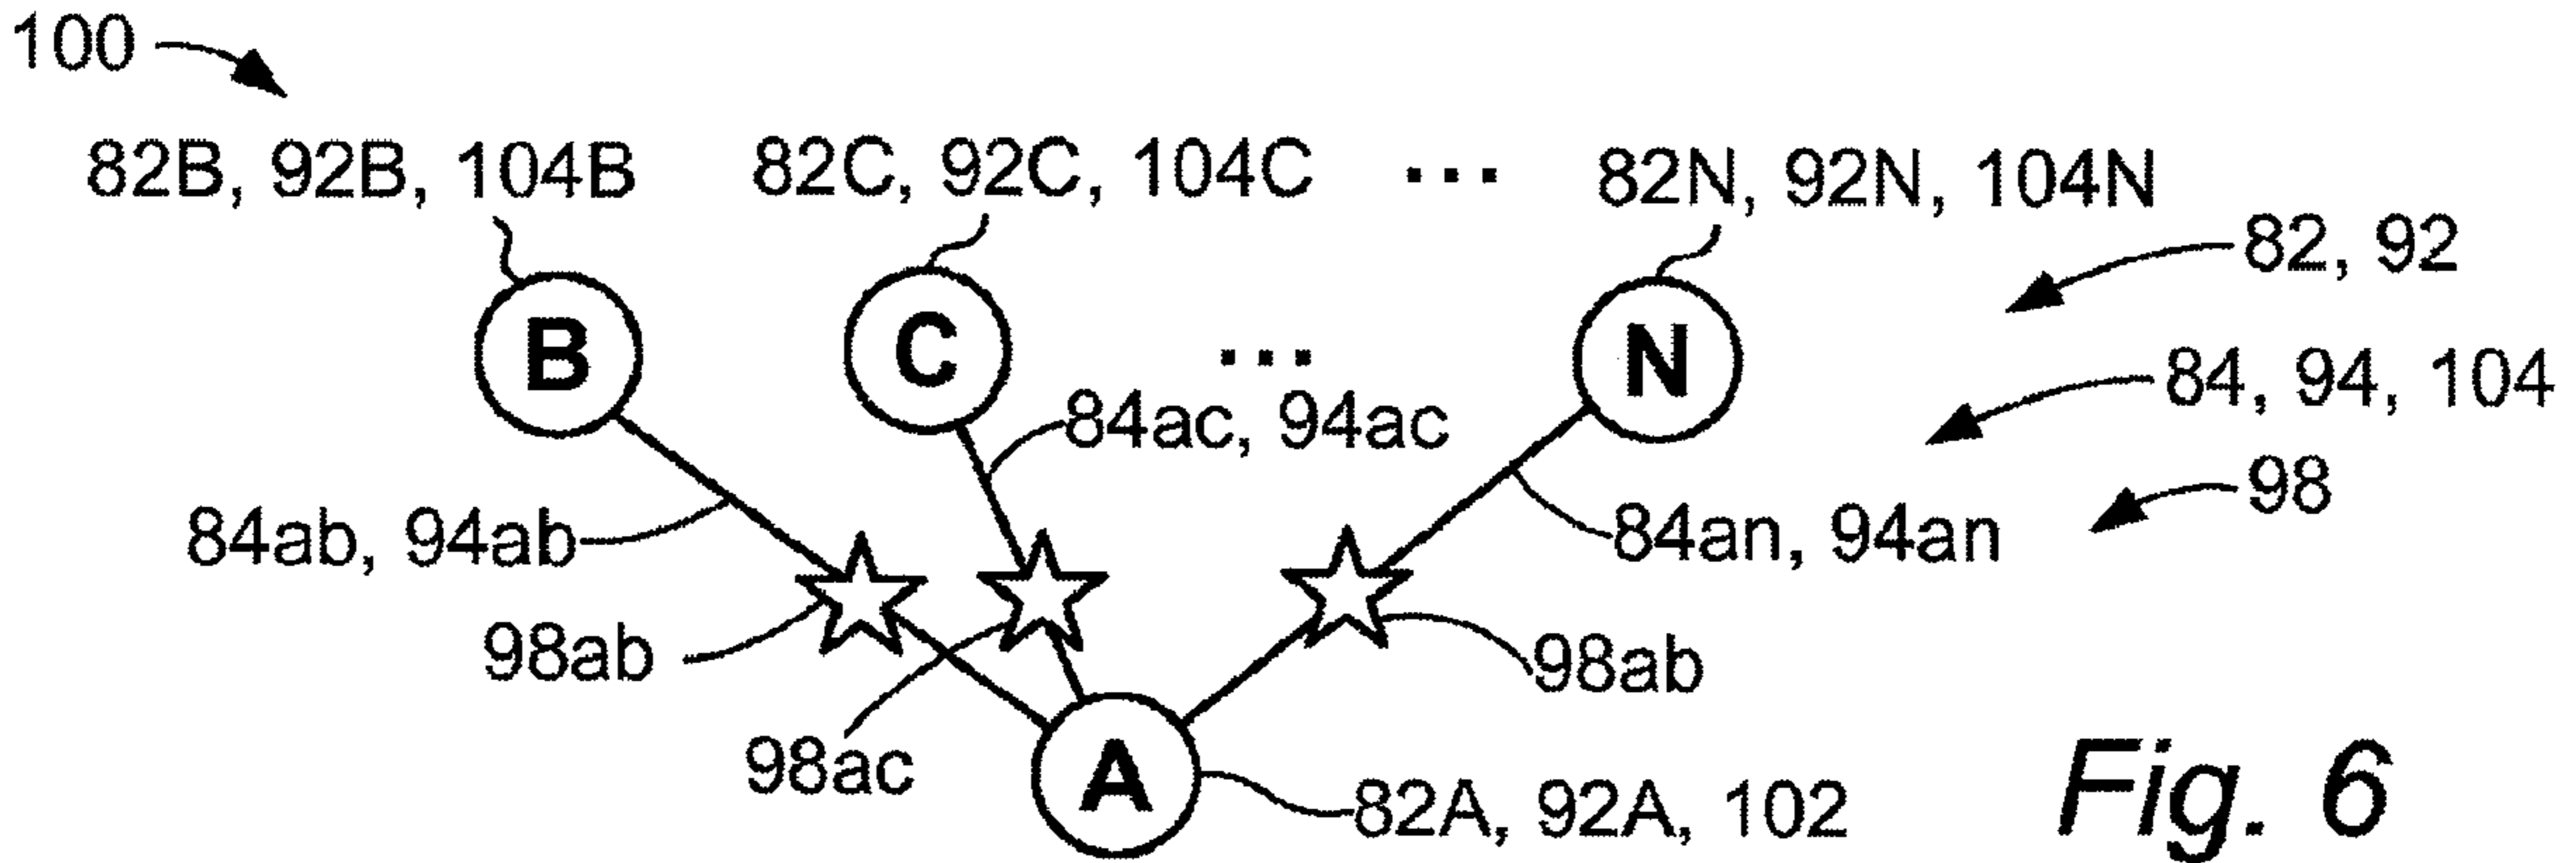 100
82B, 92B, 104B 82C, 92C, 104C ... 82N, 92N, 104N
82, 92
B C ... N
84, 94, 104
84ac, 94ac
98
84ab, 94ab 84an, 94an
98ab 98ab
98ac A
82A, 92A, 102
Fig. 6